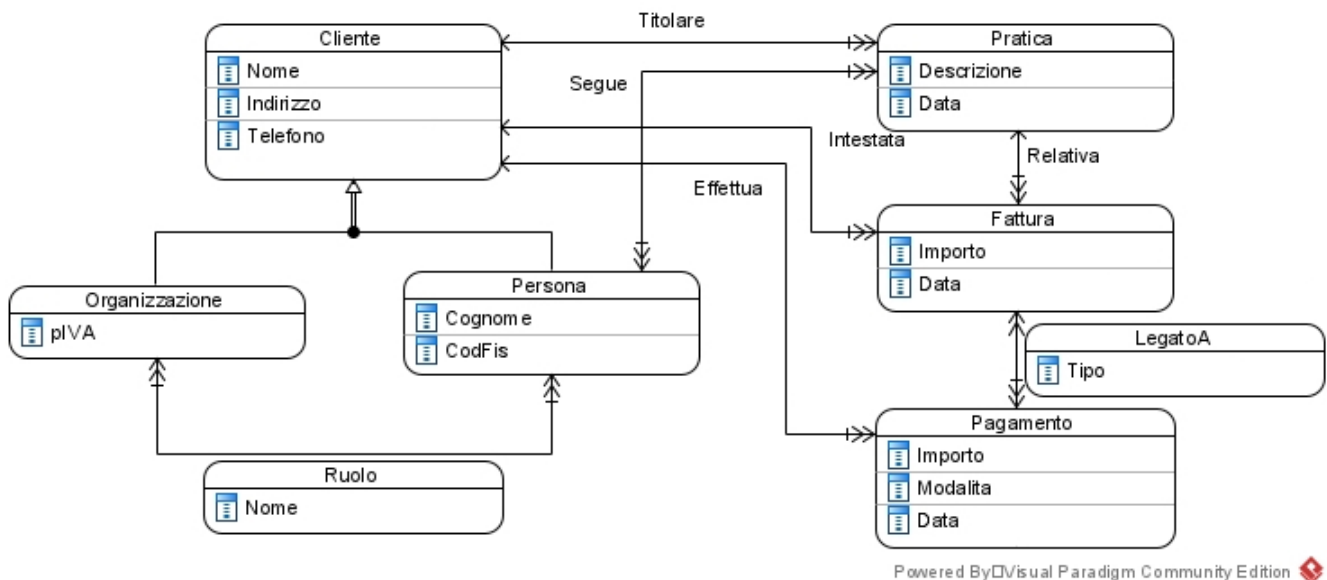 Titolare
Cliente
Nome
Indirizzo
Telefono
Pratica
Descrizione
Data
Segue
Intestata
Relativa
Effettua
Fattura
Importo
Data
Organizzazione
pIVA
Persona
Cognome
CodFis
LegatoA
Tipo
Pagamento
Importo
Modalita
Data
Ruolo
Nome
Powered By□Visual Paradigm Community Edition